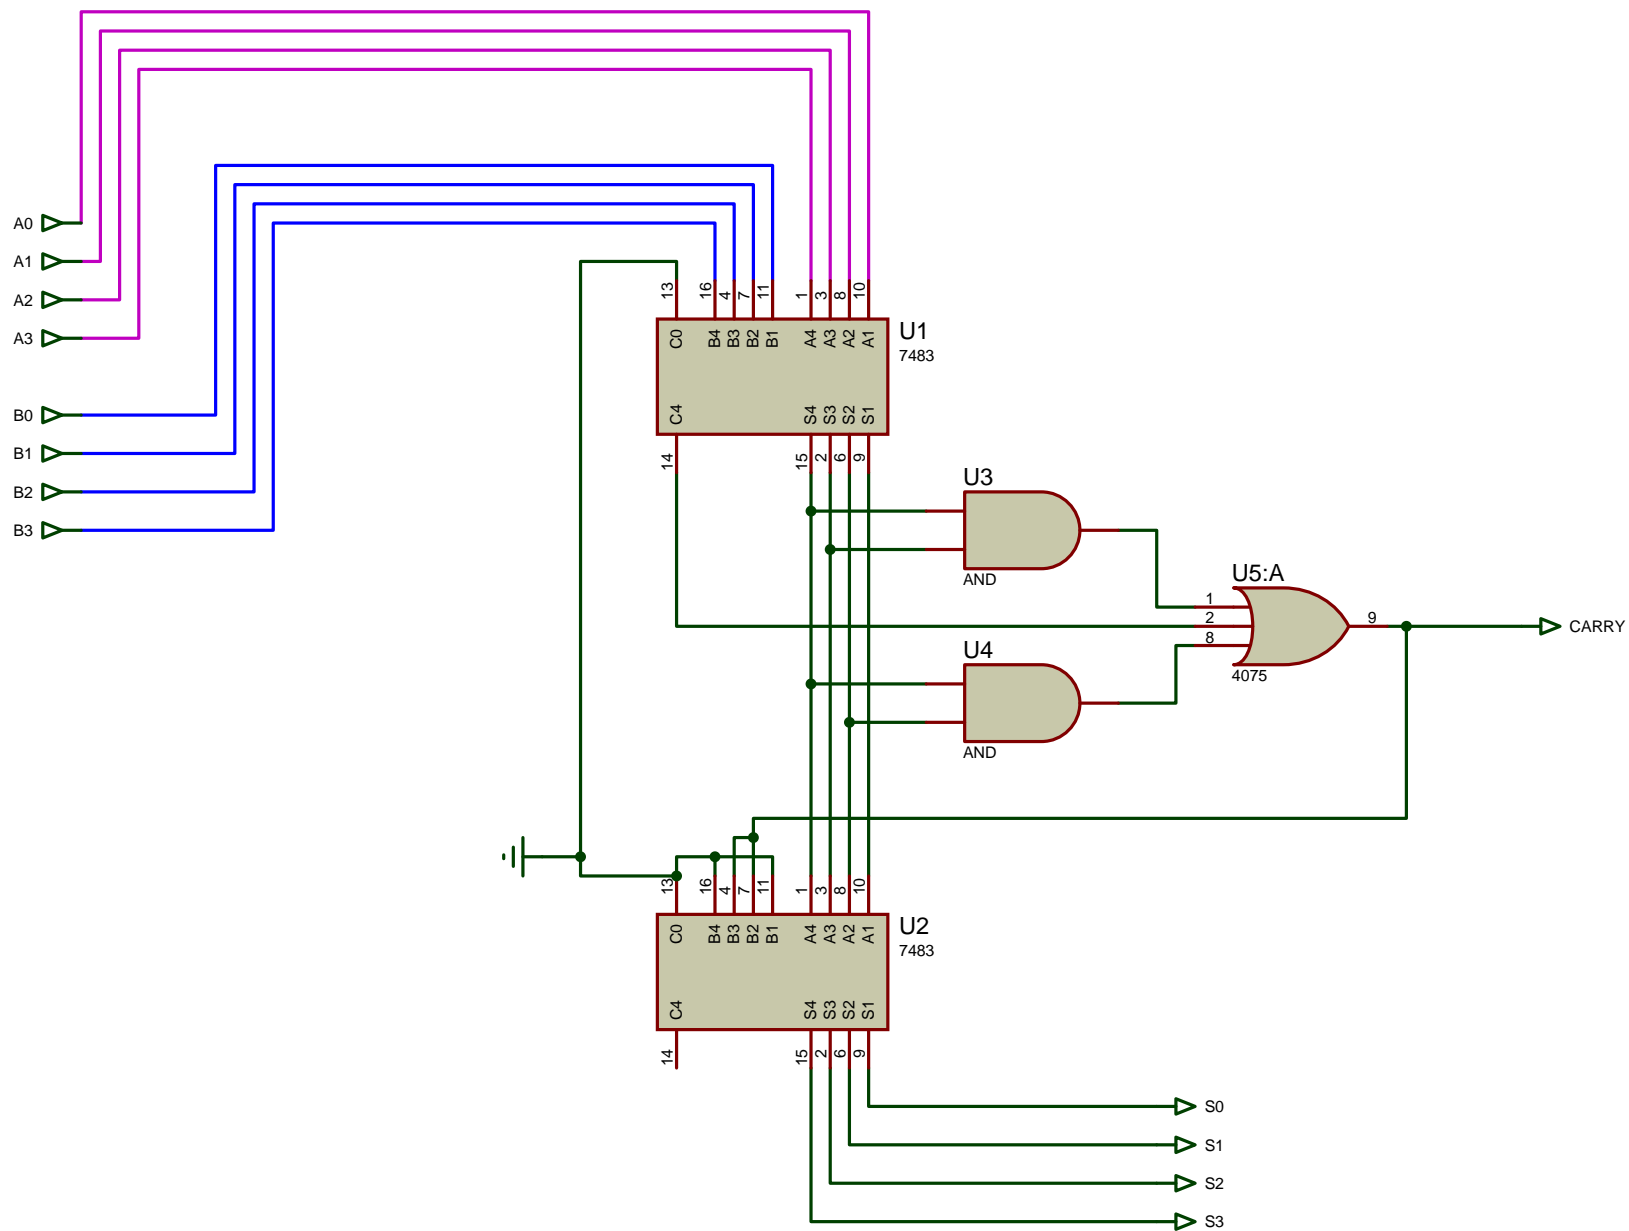 A0
A1
A2
A3
B0
B1
B2
B3
13 16 4 7 11 1 3 8 10
C0 B4 B3 B2 B1 A4 A3 A2 A1
U1
7483
C4 S4 S3 S2 S1
14 15 2 6 9
U3
AND
U5:A
1
2
8
9
4075
CARRY
U4
AND
13 16 4 7 11 1 3 8 10
C0 B4 B3 B2 B1 A4 A3 A2 A1
U2
7483
C4 S4 S3 S2 S1
14 15 2 6 9
S0
S1
S2
S3